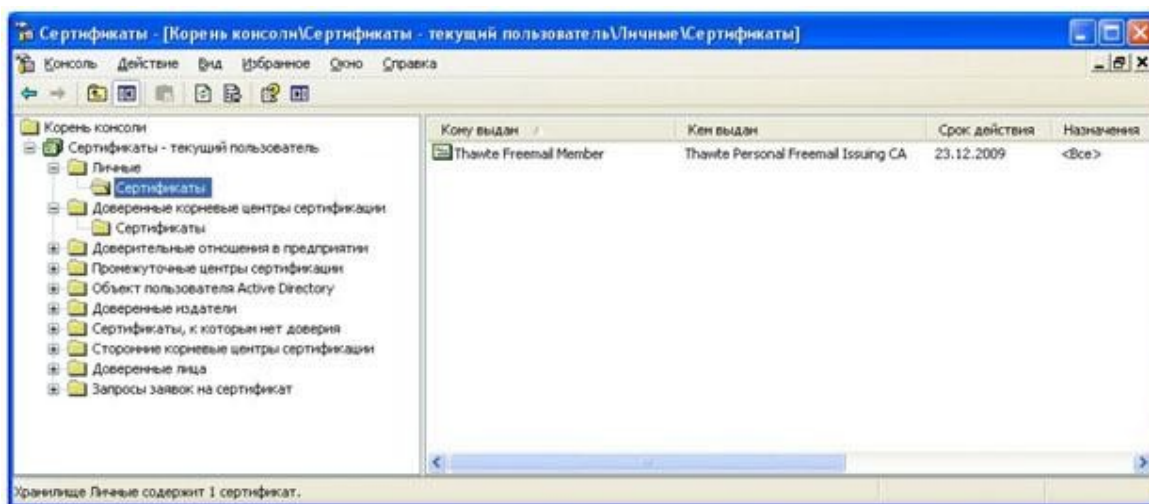 Сертификаты - [Корень консоли\Сертификаты - текущий пользователь\Личные\Сертификаты]
Консоль Действие Вид Избранное Окно Справка
Корень консоли
Сертификаты - текущий пользователь
Личные
Сертификаты
Доверенные корневые центры сертификации
Сертификаты
Доверительные отношения в предприятии
Промежуточные центры сертификации
Объект пользователя Active Directory
Доверенные издатели
Сертификаты, к которым нет доверия
Сторонние корневые центры сертификации
Доверенные лица
Запросы заявок на сертификат
Кому выдан Кем выдан Срок действия Назначения
Thawte Freemail Member Thawte Personal Freemail Issuing CA 23.12.2009 <Все>
Хранилище Личные содержит 1 сертификат.